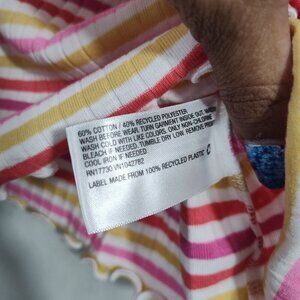 60% COTTON / 40% RECYCLED POLYESTER
WASH BEFORE WEAR. TURN GARMENT INSIDE OUT. MACHINE
WASH COLD WITH LIKE COLORS. ONLY NON-CHLORINE
BLEACH IF NEEDED. TUMBLE DRY LOW. REMOVE PROMPTLY.
COOL IRON IF NEEDED
RN17730 VN1042782
LABEL MADE FROM 100% RECYCLED PLASTIC C